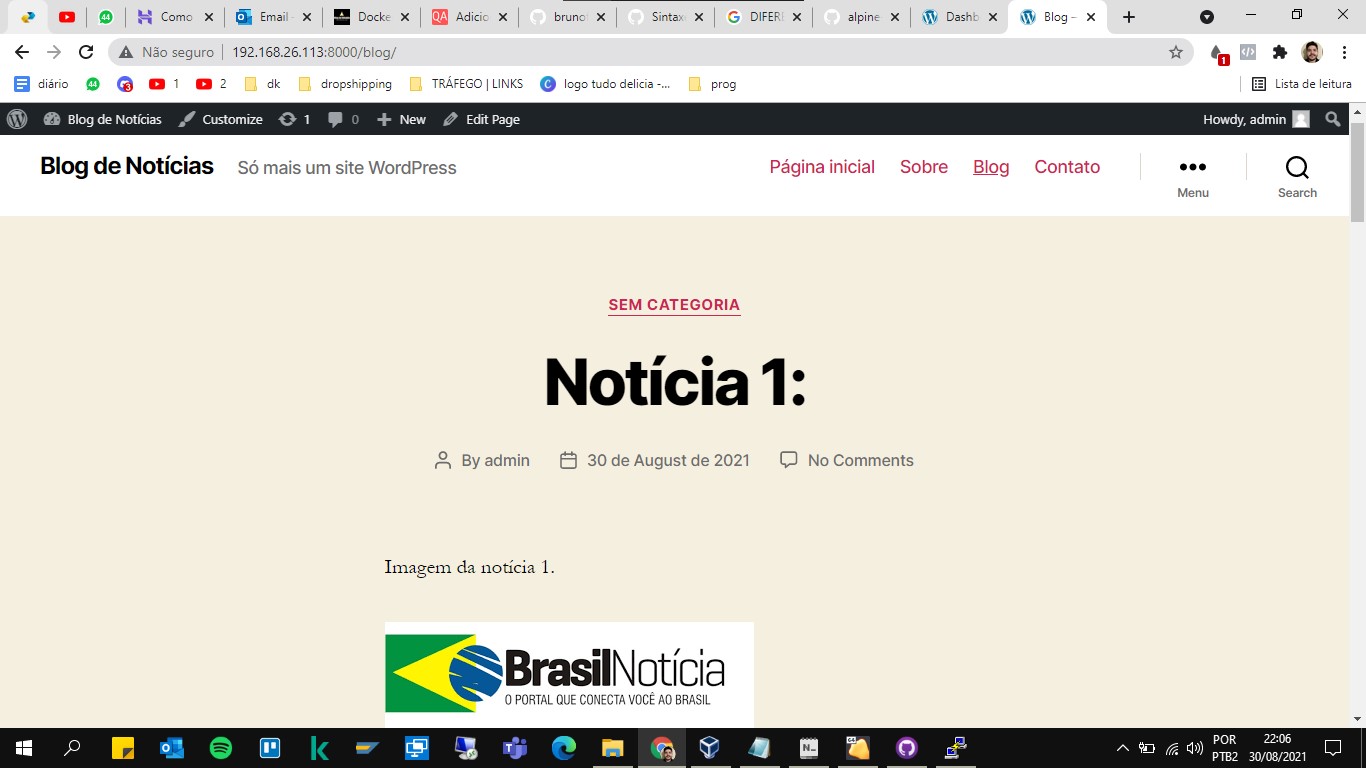 Como
Email -
Docke
QA Adicio
bruno
Sintax
DIFER
alpine
Dashb
Blog –
Não seguro 192.168.26.113:8000/blog/
1
diário 44 3 1 2 dk dropshipping TRÁFEGO | LINKS logo tudo delicia -... prog Lista de leitura
Blog de Notícias Customize 1 0 New Edit Page Howdy, admin
Blog de Notícias Só mais um site WordPress Página inicial Sobre Blog Contato
Menu Search
SEM CATEGORIA
Notícia 1:
By admin 30 de August de 2021 No Comments
Imagem da notícia 1.
BrasilNotícia
O PORTAL QUE CONECTA VOCÊ AO BRASIL
POR 22:06
PTB2 30/08/2021